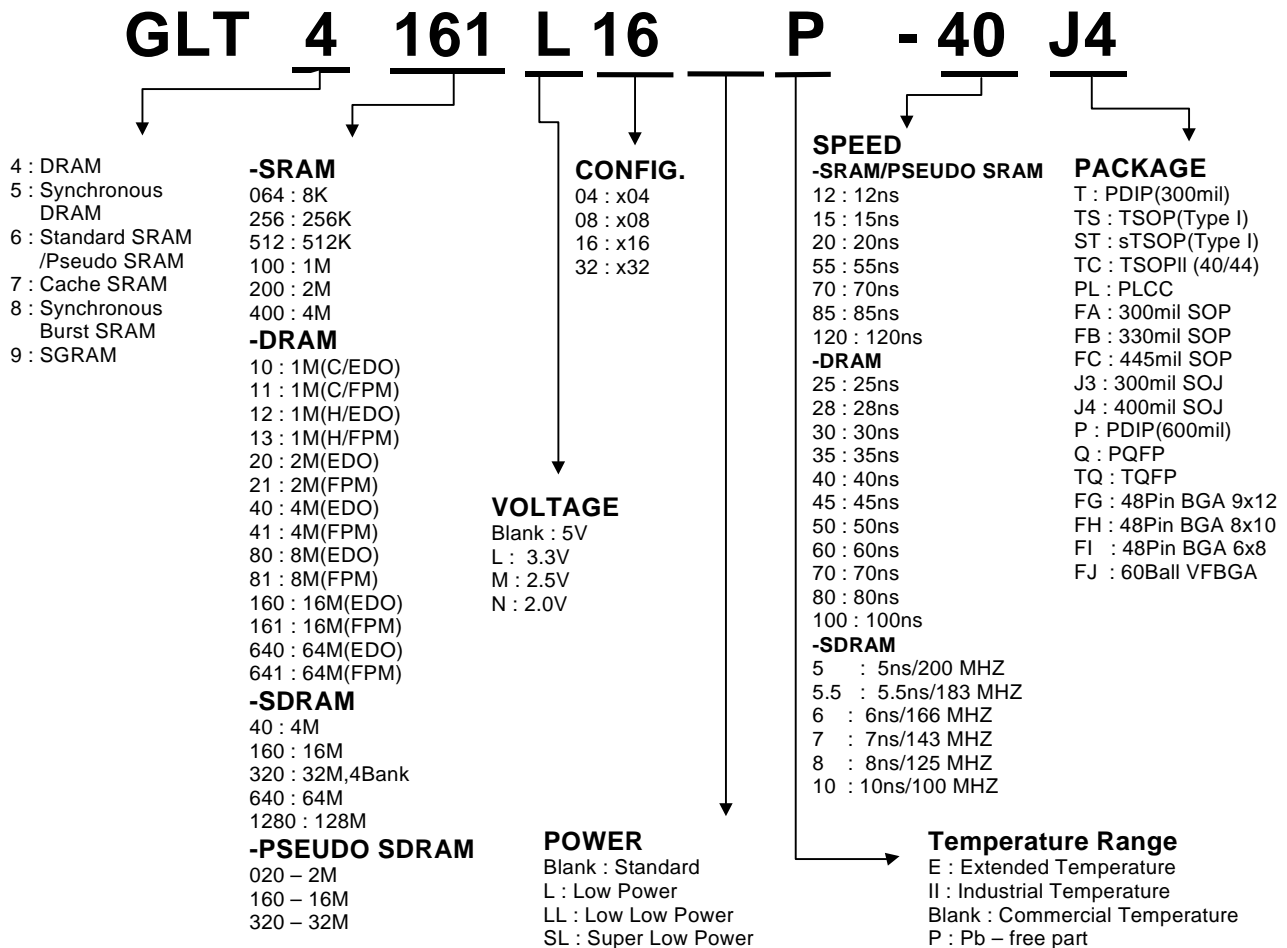 GLT 4 161 L 16 P - 40 J4
4 : DRAM
5 : Synchronous
DRAM
6 : Standard SRAM
/Pseudo SRAM
7 : Cache SRAM
8 : Synchronous
Burst SRAM
9 : SGRAM
-SRAM
064 : 8K
256 : 256K
512 : 512K
100 : 1M
200 : 2M
400 : 4M
-DRAM
10 : 1M(C/EDO)
11 : 1M(C/FPM)
12 : 1M(H/EDO)
13 : 1M(H/FPM)
20 : 2M(EDO)
21 : 2M(FPM)
40 : 4M(EDO)
41 : 4M(FPM)
80 : 8M(EDO)
81 : 8M(FPM)
160 : 16M(EDO)
161 : 16M(FPM)
640 : 64M(EDO)
641 : 64M(FPM)
-SDRAM
40 : 4M
160 : 16M
320 : 32M,4Bank
640 : 64M
1280 : 128M
-PSEUDO SDRAM
020 – 2M
160 – 16M
320 – 32M
VOLTAGE
Blank : 5V
L : 3.3V
M : 2.5V
N : 2.0V
CONFIG.
04 : x04
08 : x08
16 : x16
32 : x32
POWER
Blank : Standard
L : Low Power
LL : Low Low Power
SL : Super Low Power
SPEED
-SRAM/PSEUDO SRAM
12 : 12ns
15 : 15ns
20 : 20ns
55 : 55ns
70 : 70ns
85 : 85ns
120 : 120ns
-DRAM
25 : 25ns
28 : 28ns
30 : 30ns
35 : 35ns
40 : 40ns
45 : 45ns
50 : 50ns
60 : 60ns
70 : 70ns
80 : 80ns
100 : 100ns
-SDRAM
5 : 5ns/200 MHZ
5.5 : 5.5ns/183 MHZ
6 : 6ns/166 MHZ
7 : 7ns/143 MHZ
8 : 8ns/125 MHZ
10 : 10ns/100 MHZ
PACKAGE
T : PDIP(300mil)
TS : TSOP(Type I)
ST : sTSOP(Type I)
TC : TSOPII (40/44)
PL : PLCC
FA : 300mil SOP
FB : 330mil SOP
FC : 445mil SOP
J3 : 300mil SOJ
J4 : 400mil SOJ
P : PDIP(600mil)
Q : PQFP
TQ : TQFP
FG : 48Pin BGA 9x12
FH : 48Pin BGA 8x10
FI : 48Pin BGA 6x8
FJ : 60Ball VFBGA
Temperature Range
E : Extended Temperature
II : Industrial Temperature
Blank : Commercial Temperature
P : Pb – free part